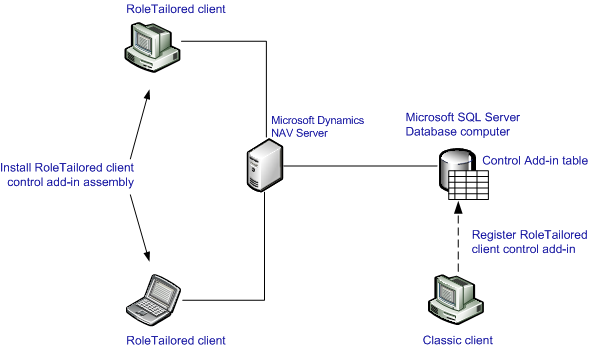 RoleTailored client
Microsoft Dynamics
NAV Server
Microsoft SQL Server
Database computer
Control Add-in table
Install RoleTailored client
control add-in assembly
Register RoleTailored
client control add-in
RoleTailored client
Classic client